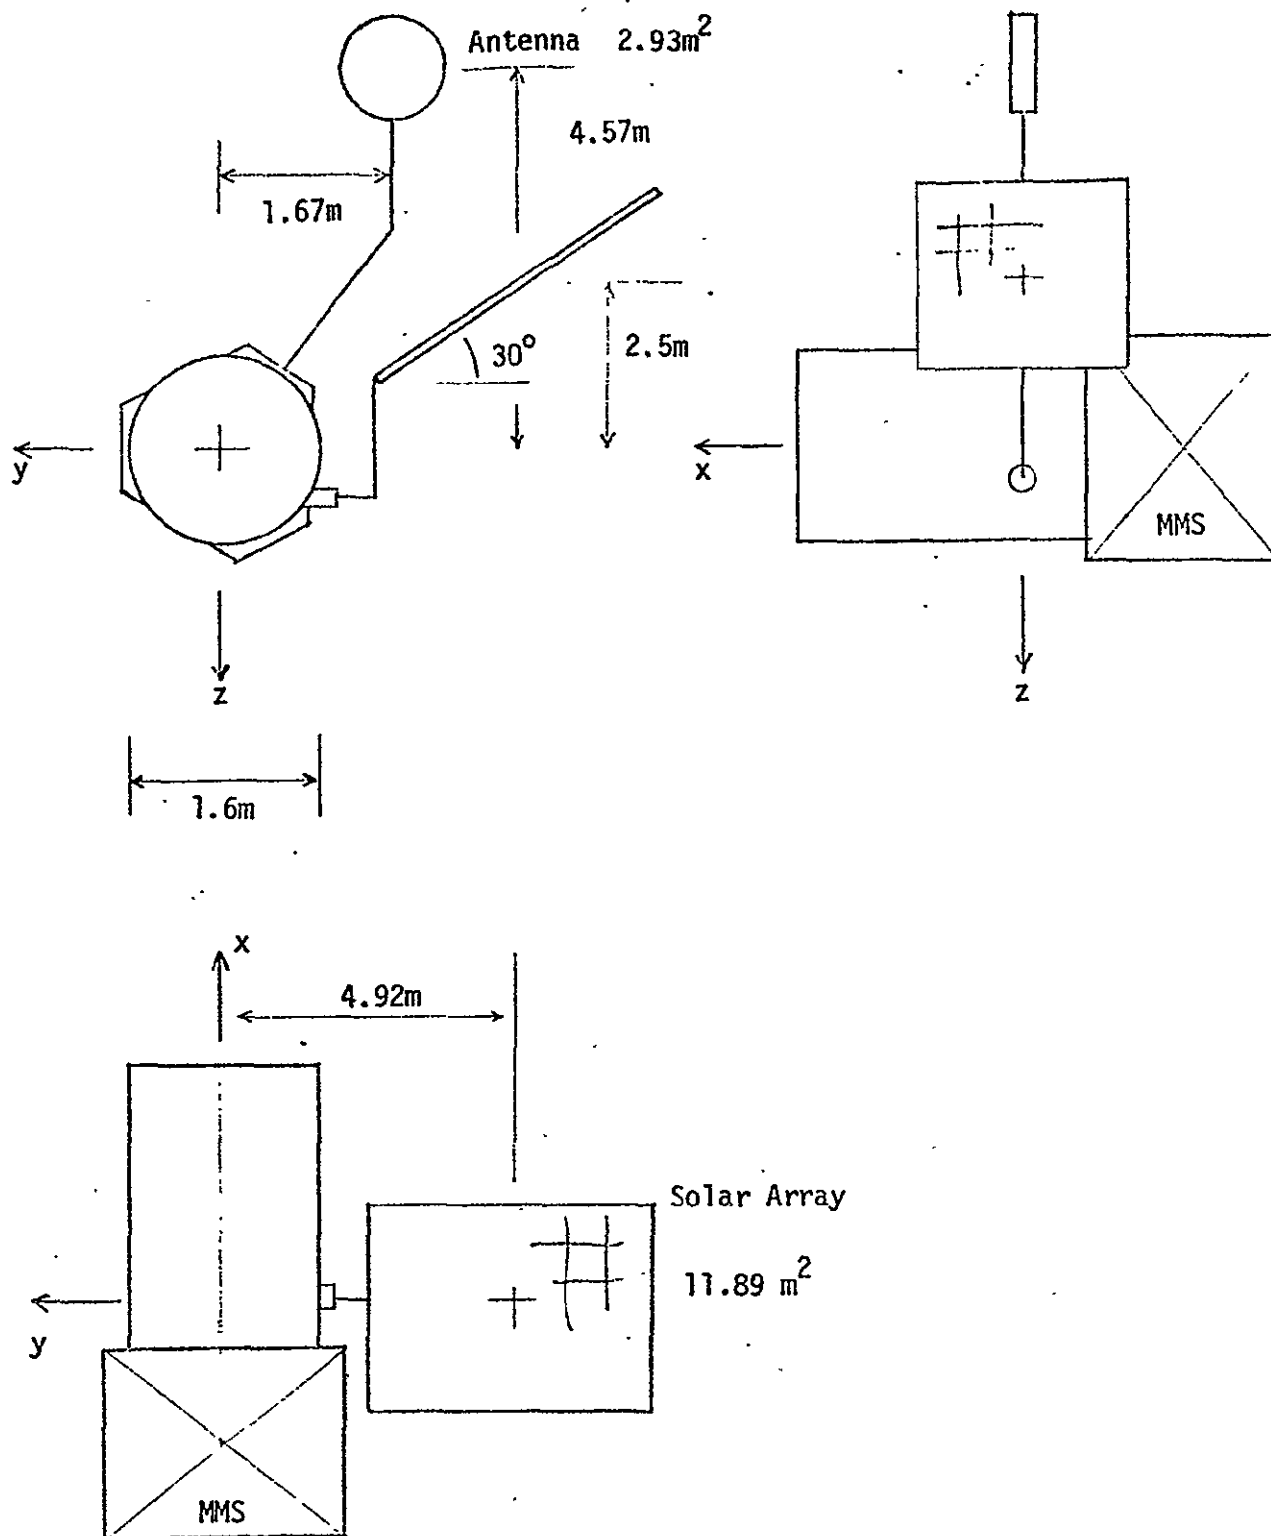 Antenna 2.93m²
4.57m
1.67m
30°
2.5m
y
z
x
MMS
z
1.6m
x
4.92m
Solar Array
11.89 m²
y
MMS